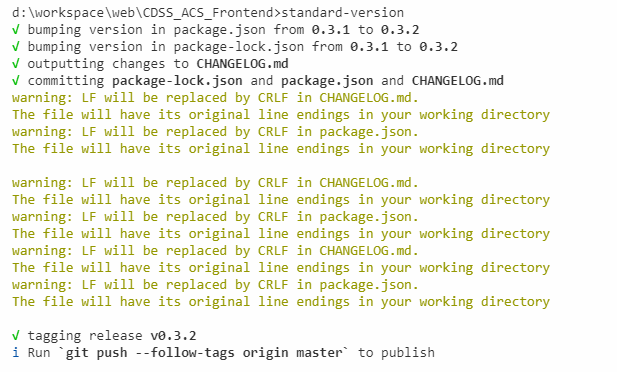 d:\workspace\web\CDSS_ACS_Frontend>standard-version
√ bumping version in package.json from 0.3.1 to 0.3.2
√ bumping version in package-lock.json from 0.3.1 to 0.3.2
√ outputting changes to CHANGELOG.md
√ committing package-lock.json and package.json and CHANGELOG.md
warning: LF will be replaced by CRLF in CHANGELOG.md.
The file will have its original line endings in your working directory
warning: LF will be replaced by CRLF in package.json.
The file will have its original line endings in your working directory
warning: LF will be replaced by CRLF in CHANGELOG.md.
The file will have its original line endings in your working directory
warning: LF will be replaced by CRLF in package.json.
The file will have its original line endings in your working directory
warning: LF will be replaced by CRLF in CHANGELOG.md.
The file will have its original line endings in your working directory
warning: LF will be replaced by CRLF in package.json.
The file will have its original line endings in your working directory
√ tagging release v0.3.2
i Run `git push --follow-tags origin master` to publish